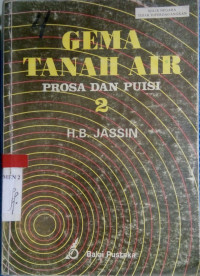 GEMA
TANAH AIR
PROSA DAN PUISI
2
H.B. JASSIN
Balai Pustaka